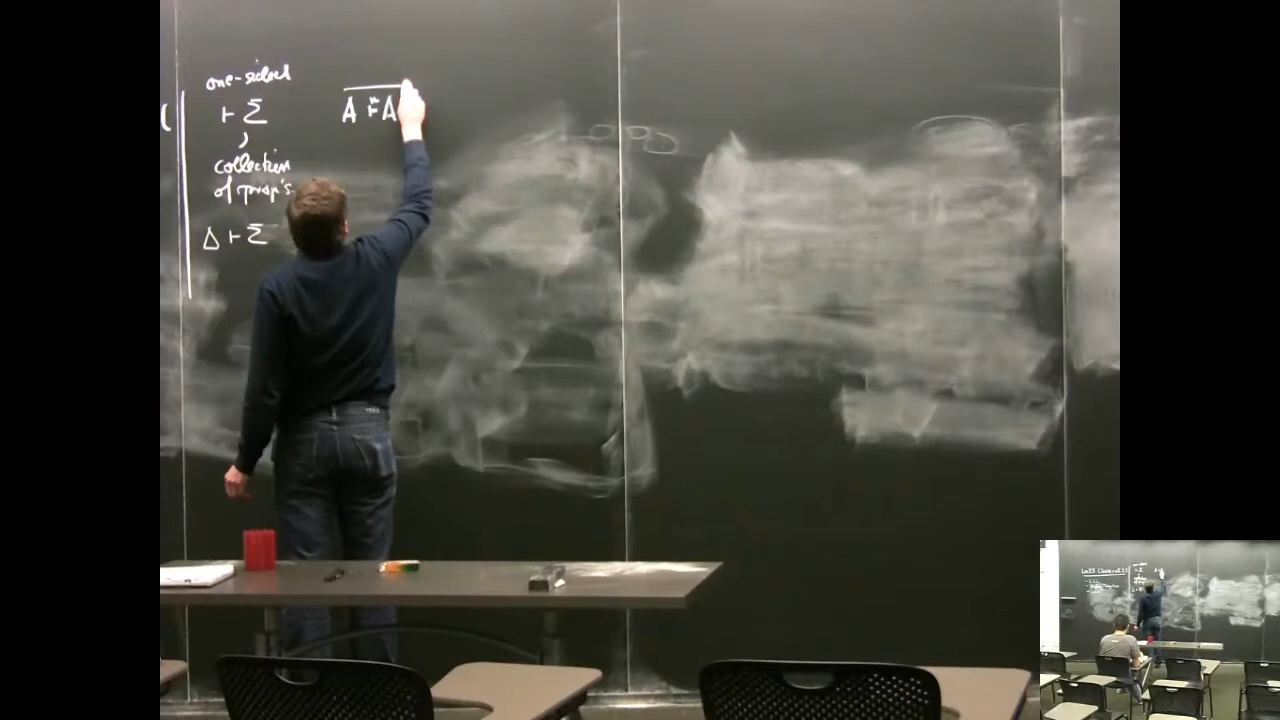 one-sided
⊢ Σ
collection
of prop's.
Δ ⊢ Σ
A ⊢ A